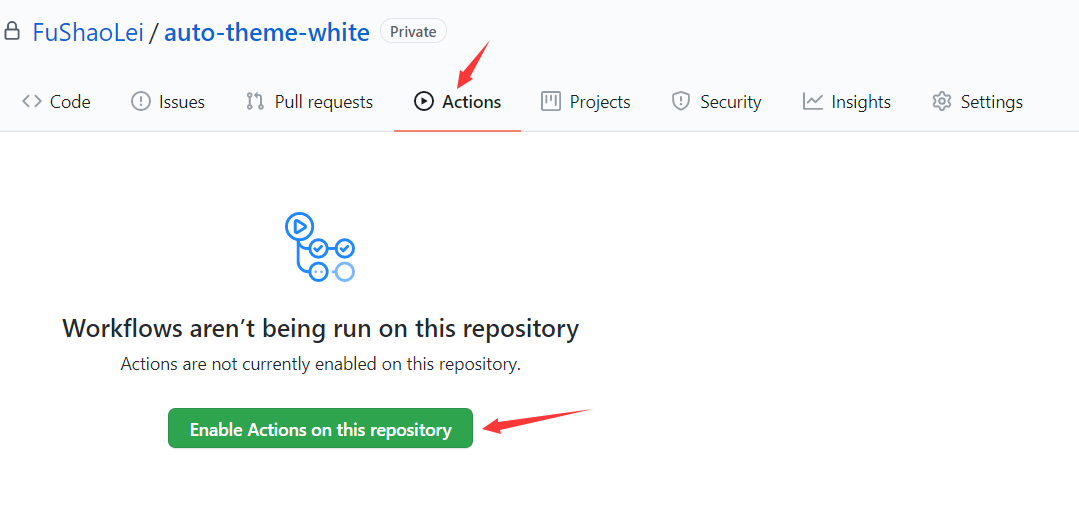 FuShaoLei / auto-theme-white Private
Code Issues Pull requests Actions Projects Security Insights Settings
Workflows aren’t being run on this repository
Actions are not currently enabled on this repository.
Enable Actions on this repository